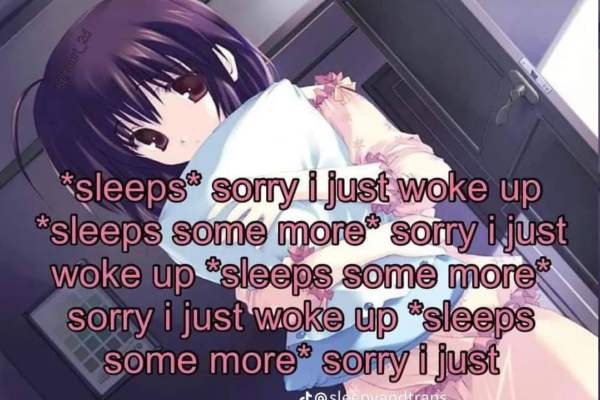 *sleeps* sorry i just woke up
*sleeps some more* sorry i just
woke up *sleeps some more*
sorry i just woke up *sleeps
some more* sorry i just
@sleepyandtrans